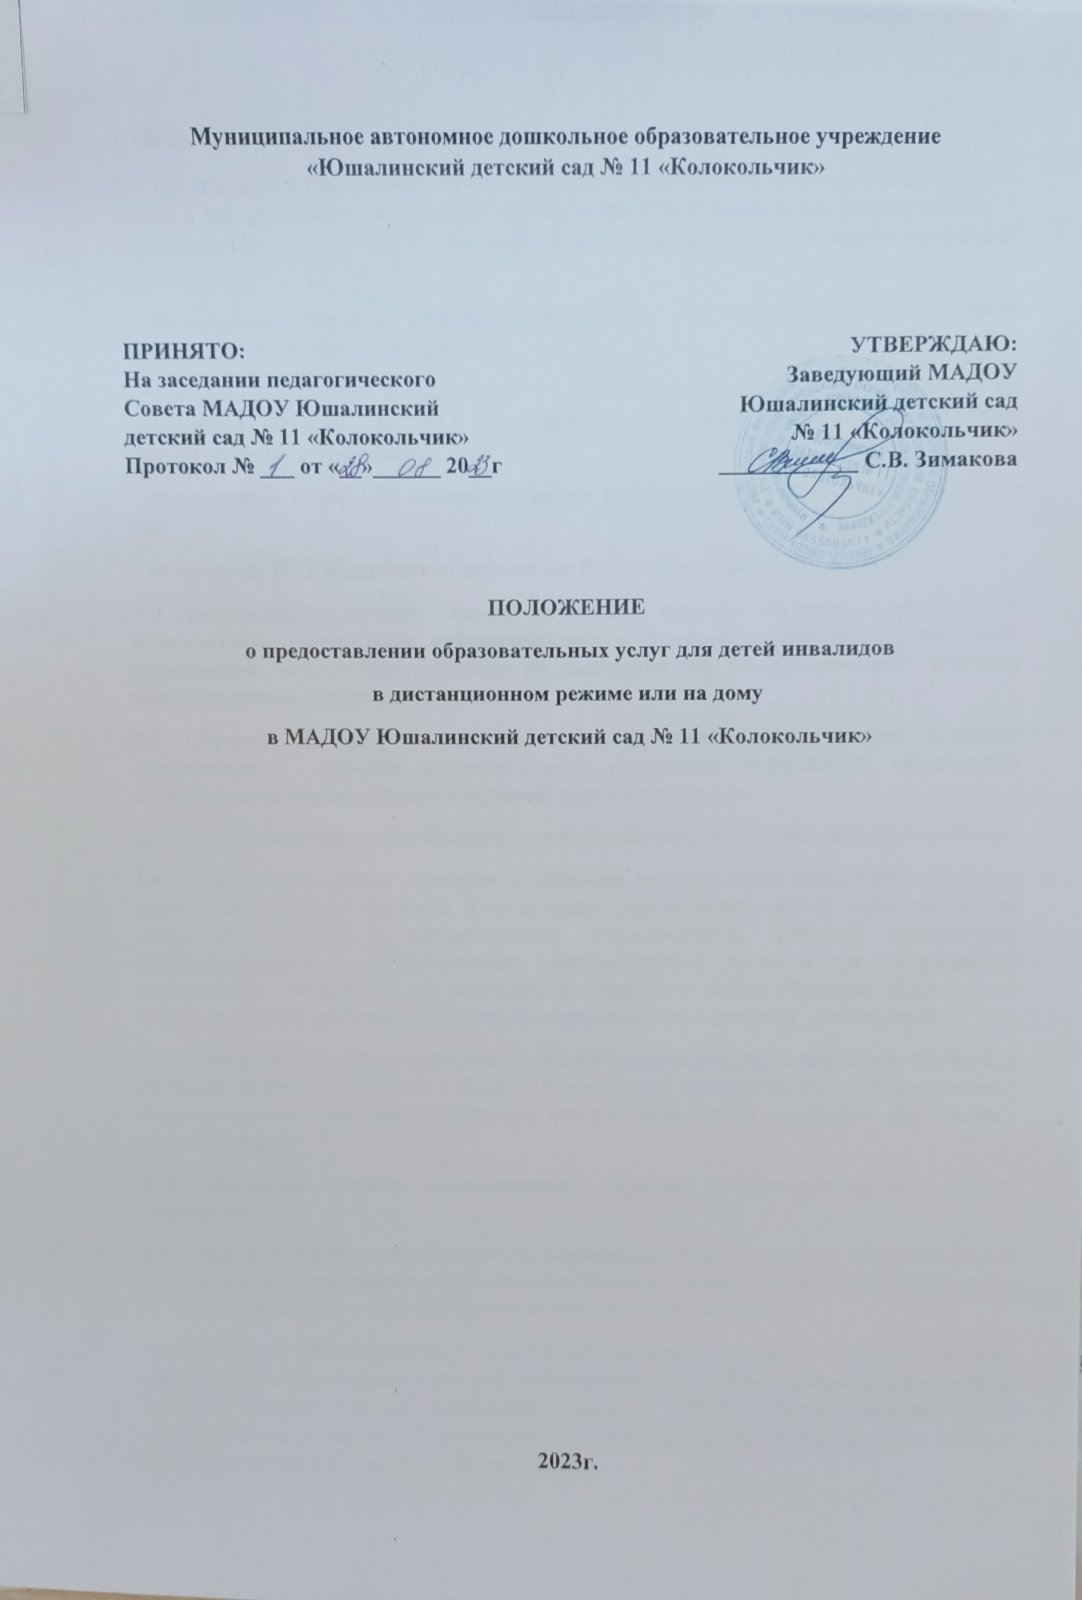 Муниципальное автономное дошкольное образовательное учреждение
«Юшалинский детский сад № 11 «Колокольчик»
ПРИНЯТО:
На заседании педагогического
Совета МАДОУ Юшалинский
детский сад № 11 «Колокольчик»
Протокол № 1 от «28» 08 2023г
УТВЕРЖДАЮ:
Заведующий МАДОУ
Юшалинский детский сад
№ 11 «Колокольчик»
С.В. Зимакова
ПОЛОЖЕНИЕ
о предоставлении образовательных услуг для детей инвалидов
в дистанционном режиме или на дому
в МАДОУ Юшалинский детский сад № 11 «Колокольчик»
2023г.